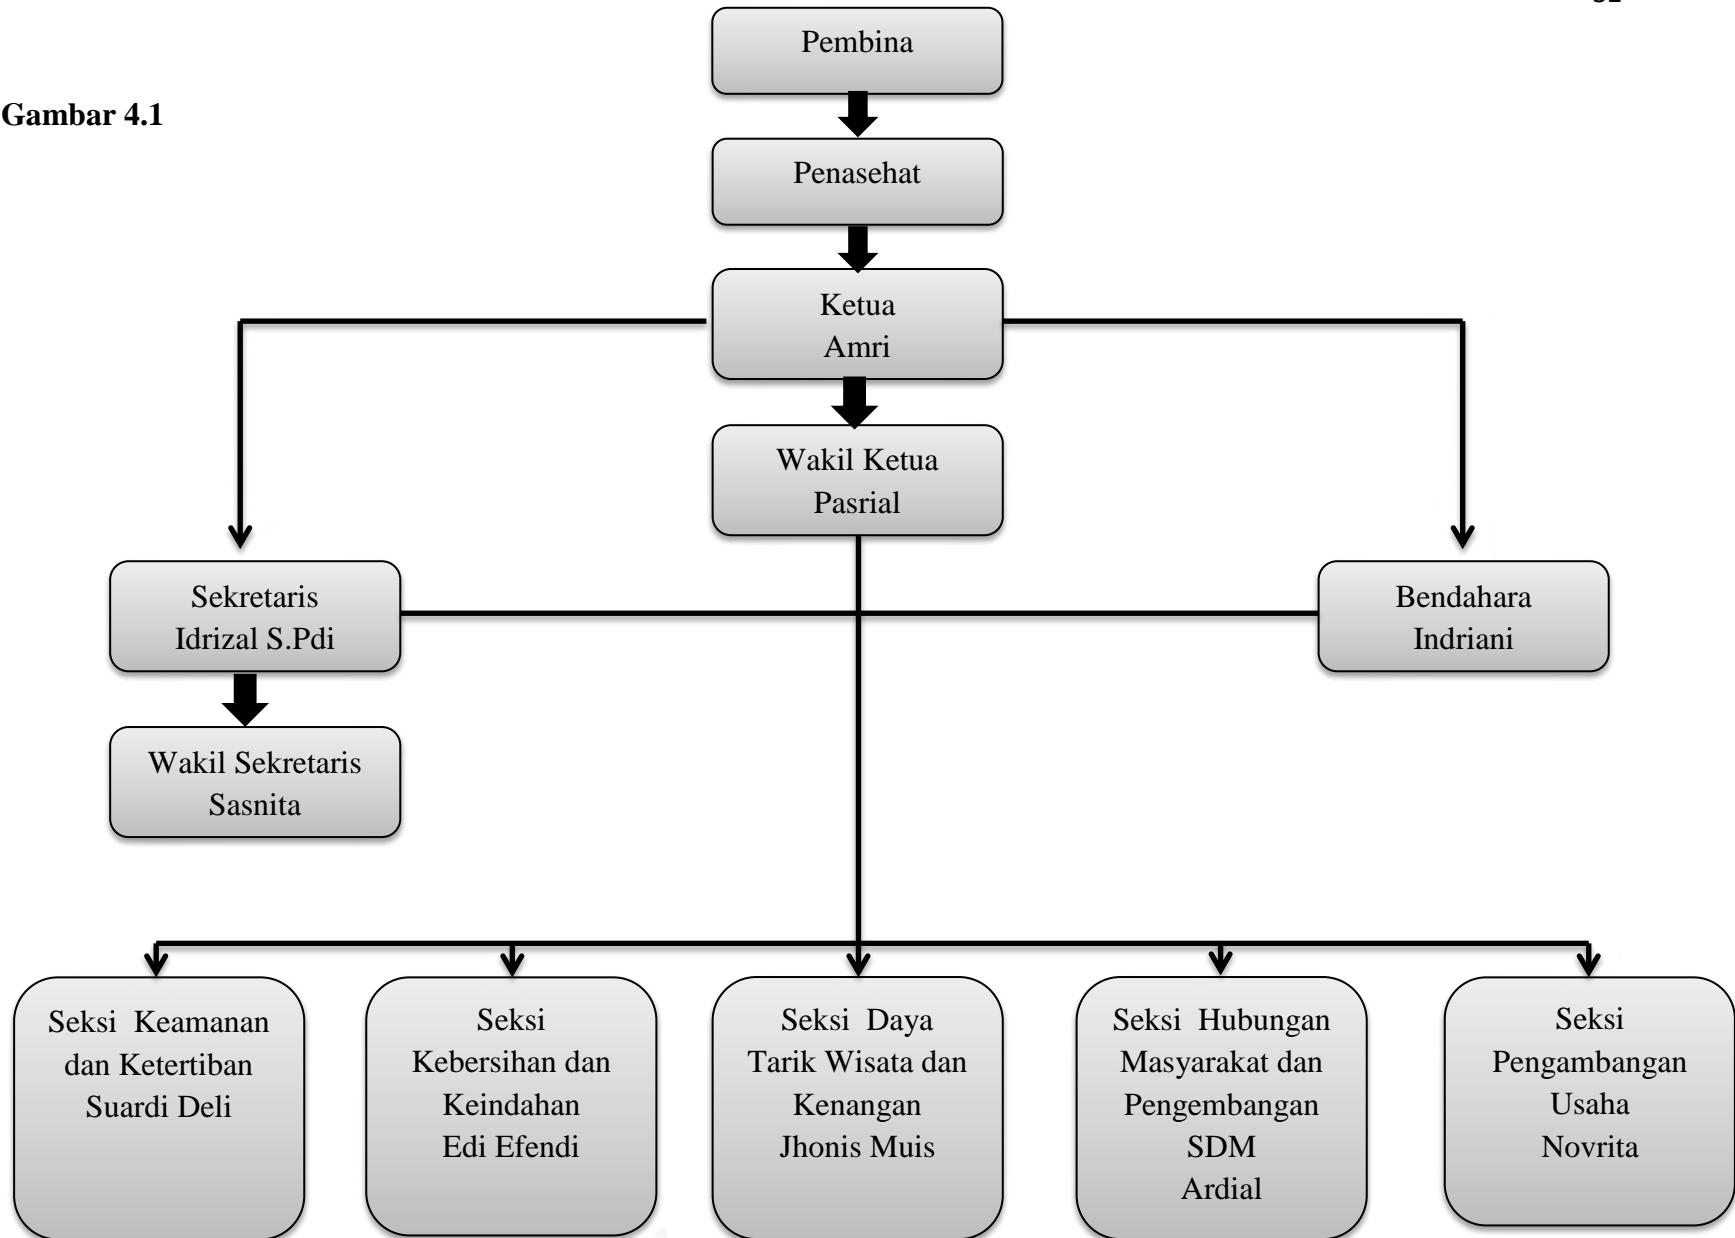 Pembina
Gambar 4.1
Penasehat
Ketua
Amri
Wakil Ketua
Pasrial
Sekretaris
Idrizal S.Pdi
Bendahara
Indriani
Wakil Sekretaris
Sasnita
Seksi  Keamanan
dan Ketertiban
Suardi Deli
Seksi
Kebersihan dan
Keindahan
Edi Efendi
Seksi  Daya
Tarik Wisata dan
Kenangan
Jhonis Muis
Seksi  Hubungan
Masyarakat dan
Pengembangan
SDM
Ardial
Seksi
Pengambangan
Usaha
Novrita